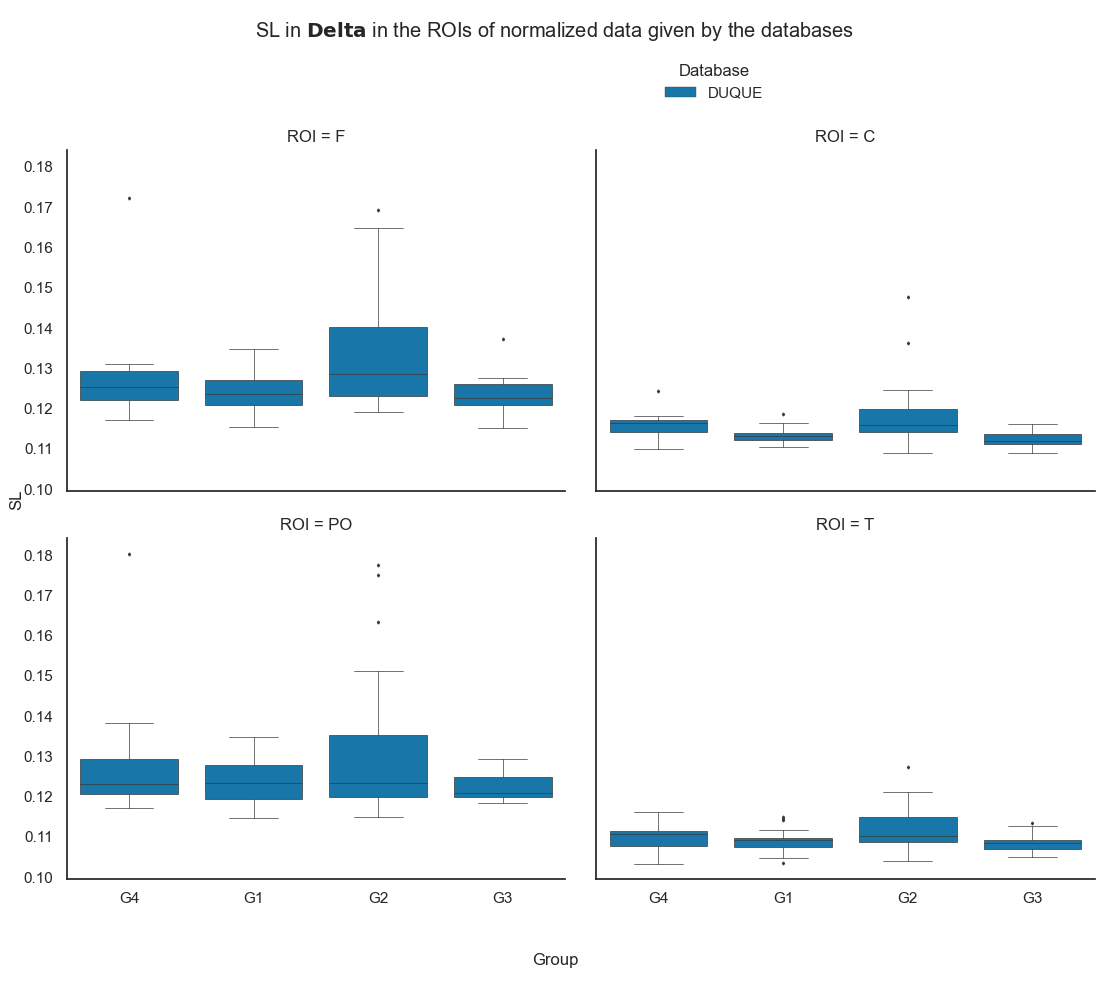 SL in Delta in the ROIs of normalized data given by the databases
Database
DUQUE
ROI = F
ROI = C
0.18
0.17
0.16
0.15
0.14
0.13
0.12
0.11
0.10
SL
ROI = PO
ROI = T
0.18
0.17
0.16
0.15
0.14
0.13
0.12
0.11
0.10
G4 G1 G2 G3 G4 G1 G2 G3
Group